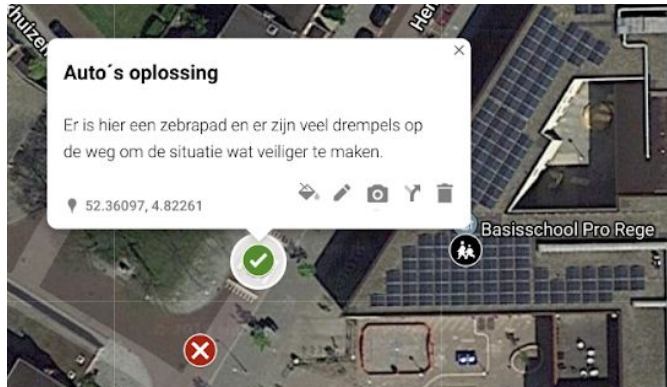 Auto´s oplossing
Er is hier een zebrapad en er zijn veel drempels op
de weg om de situatie wat veiliger te maken.
52.36097, 4.82261
Basisschool Pro Rege